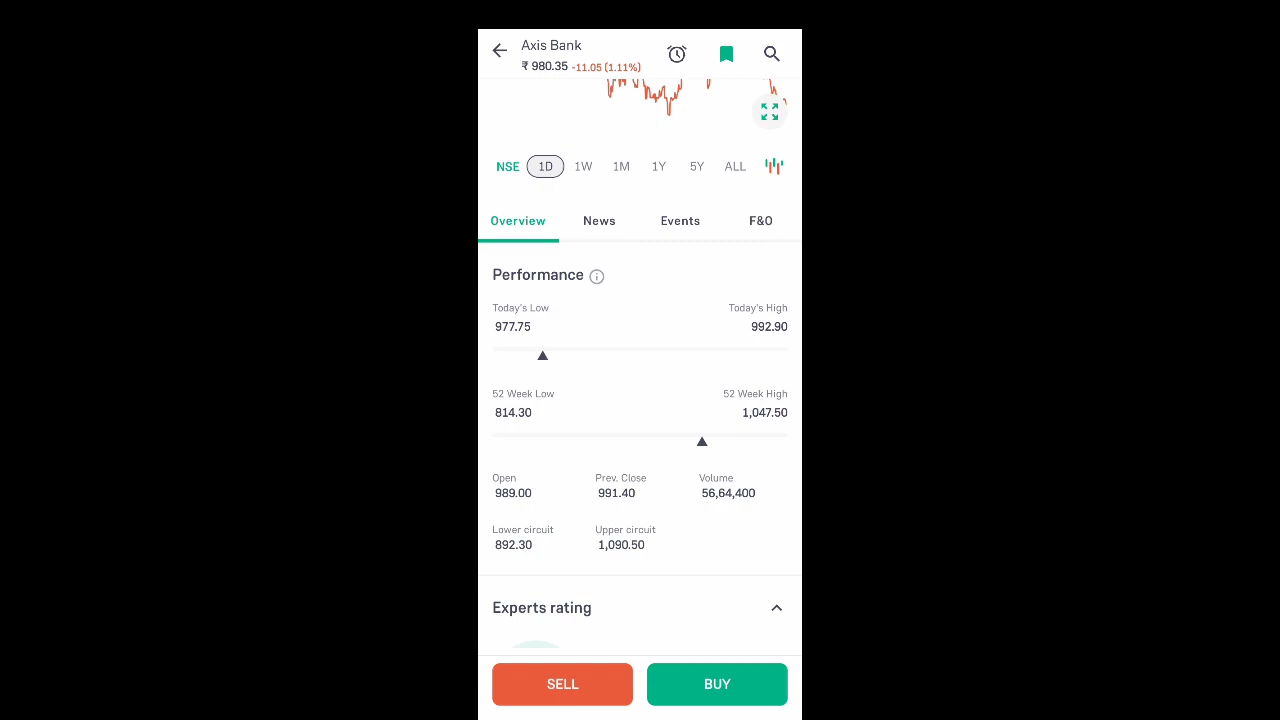 Axis Bank
₹ 980.35 -11.05 (1.11%)
NSE 1D 1W 1M 1Y 5Y ALL
Overview News Events F&O
Performance
Today's Low Today's High
977.75 992.90
52 Week Low 52 Week High
814.30 1,047.50
Open Prev. Close Volume
989.00 991.40 56,64,400
Lower circuit Upper circuit
892.30 1,090.50
Experts rating
SELL BUY